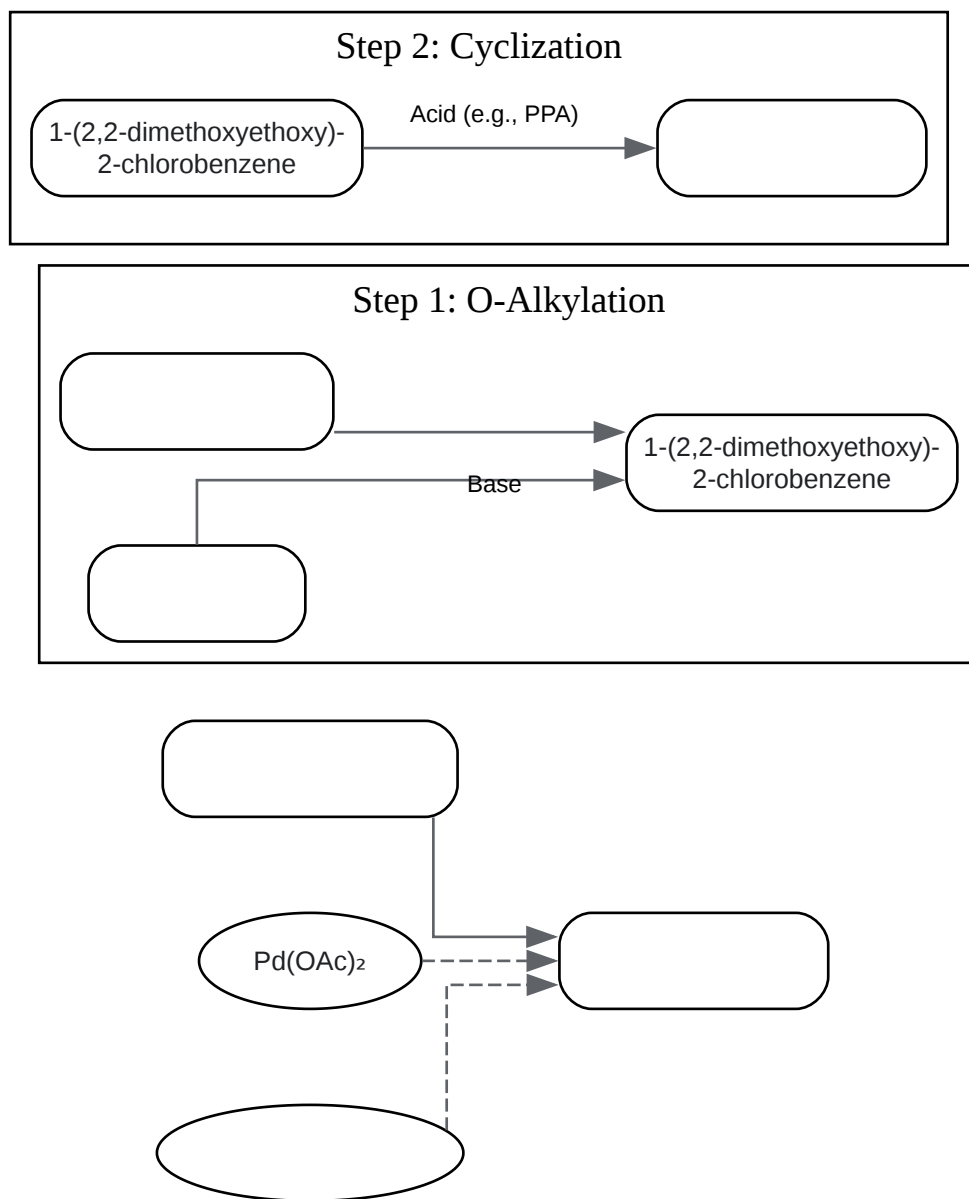 Step 2: Cyclization
1-(2,2-dimethoxyethoxy)-
2-chlorobenzene
Acid (e.g., PPA)
Step 1: O-Alkylation
1-(2,2-dimethoxyethoxy)-
2-chlorobenzene
Base
Pd(OAc)₂